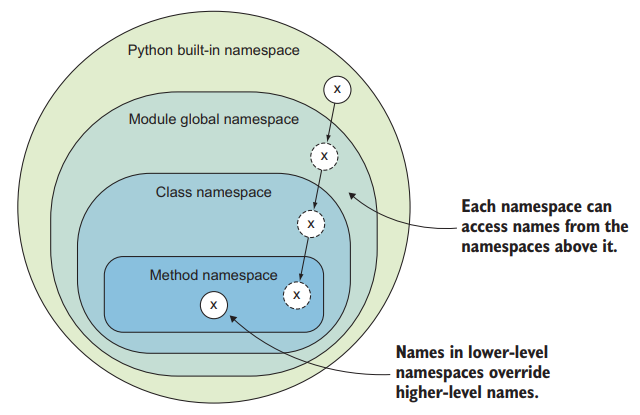 Python built-in namespace
x
Module global namespace
x
Class namespace
x
Each namespace can
access names from the
namespaces above it.
Method namespace
x
x
Names in lower-level
namespaces override
higher-level names.